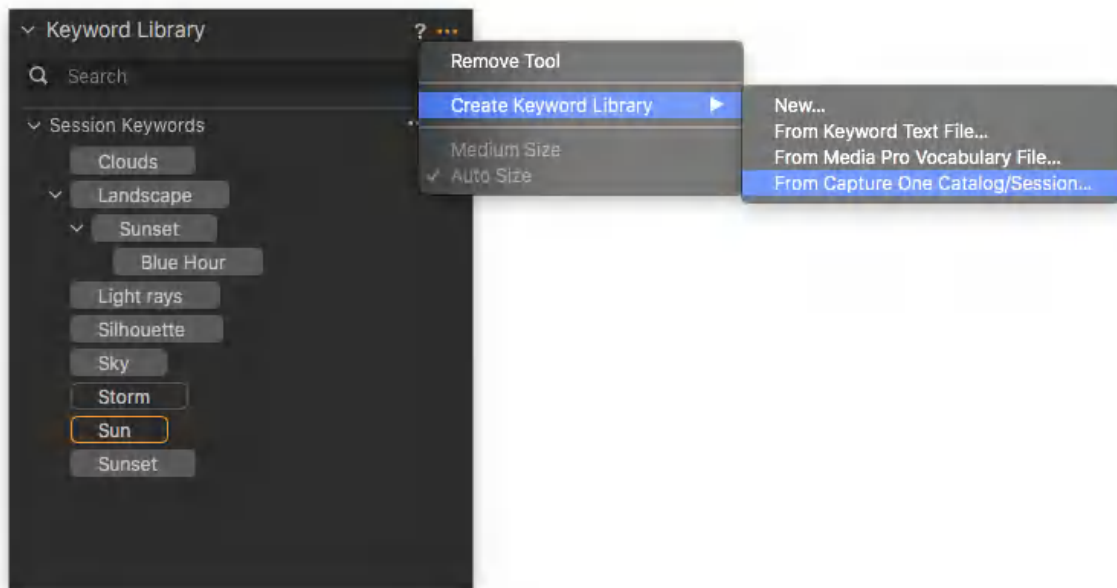 Keyword Library
?
Search
Session Keywords
Clouds
Landscape
Sunset
Blue Hour
Light rays
Silhouette
Sky
Storm
Sun
Sunset
Remove Tool
Create Keyword Library
Medium Size
Auto Size
New...
From Keyword Text File...
From Media Pro Vocabulary File...
From Capture One Catalog/Session...